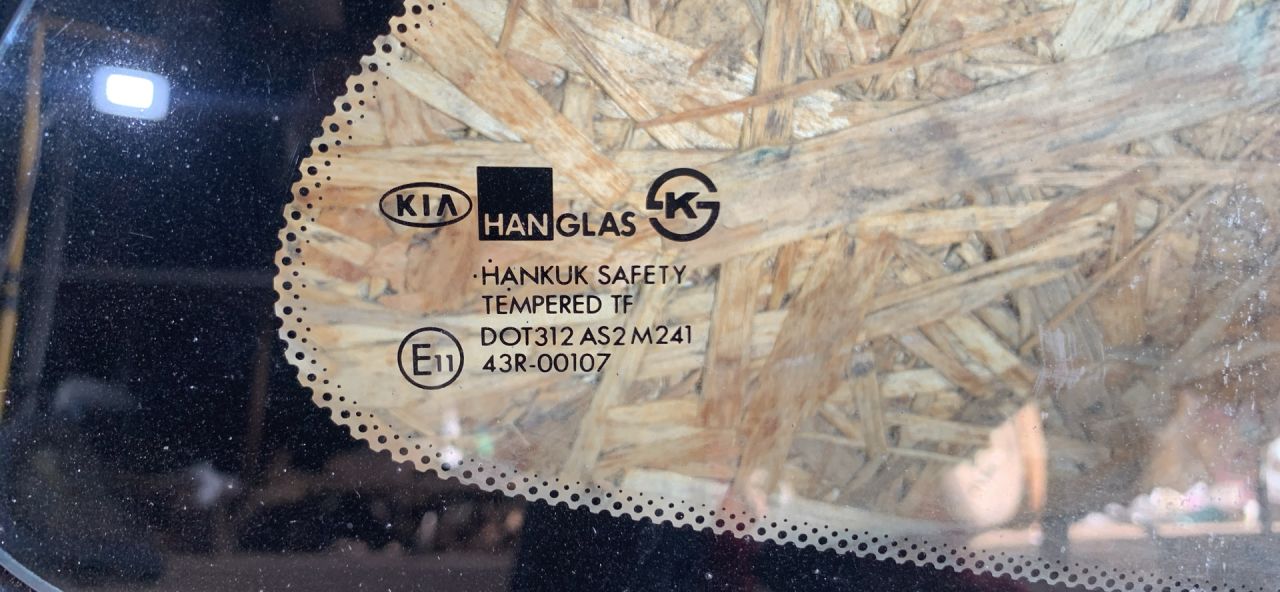 KIA HANGLAS K
HANKUK SAFETY
TEMPERED TF
DOT312 AS2 M241
E11 43R-00107